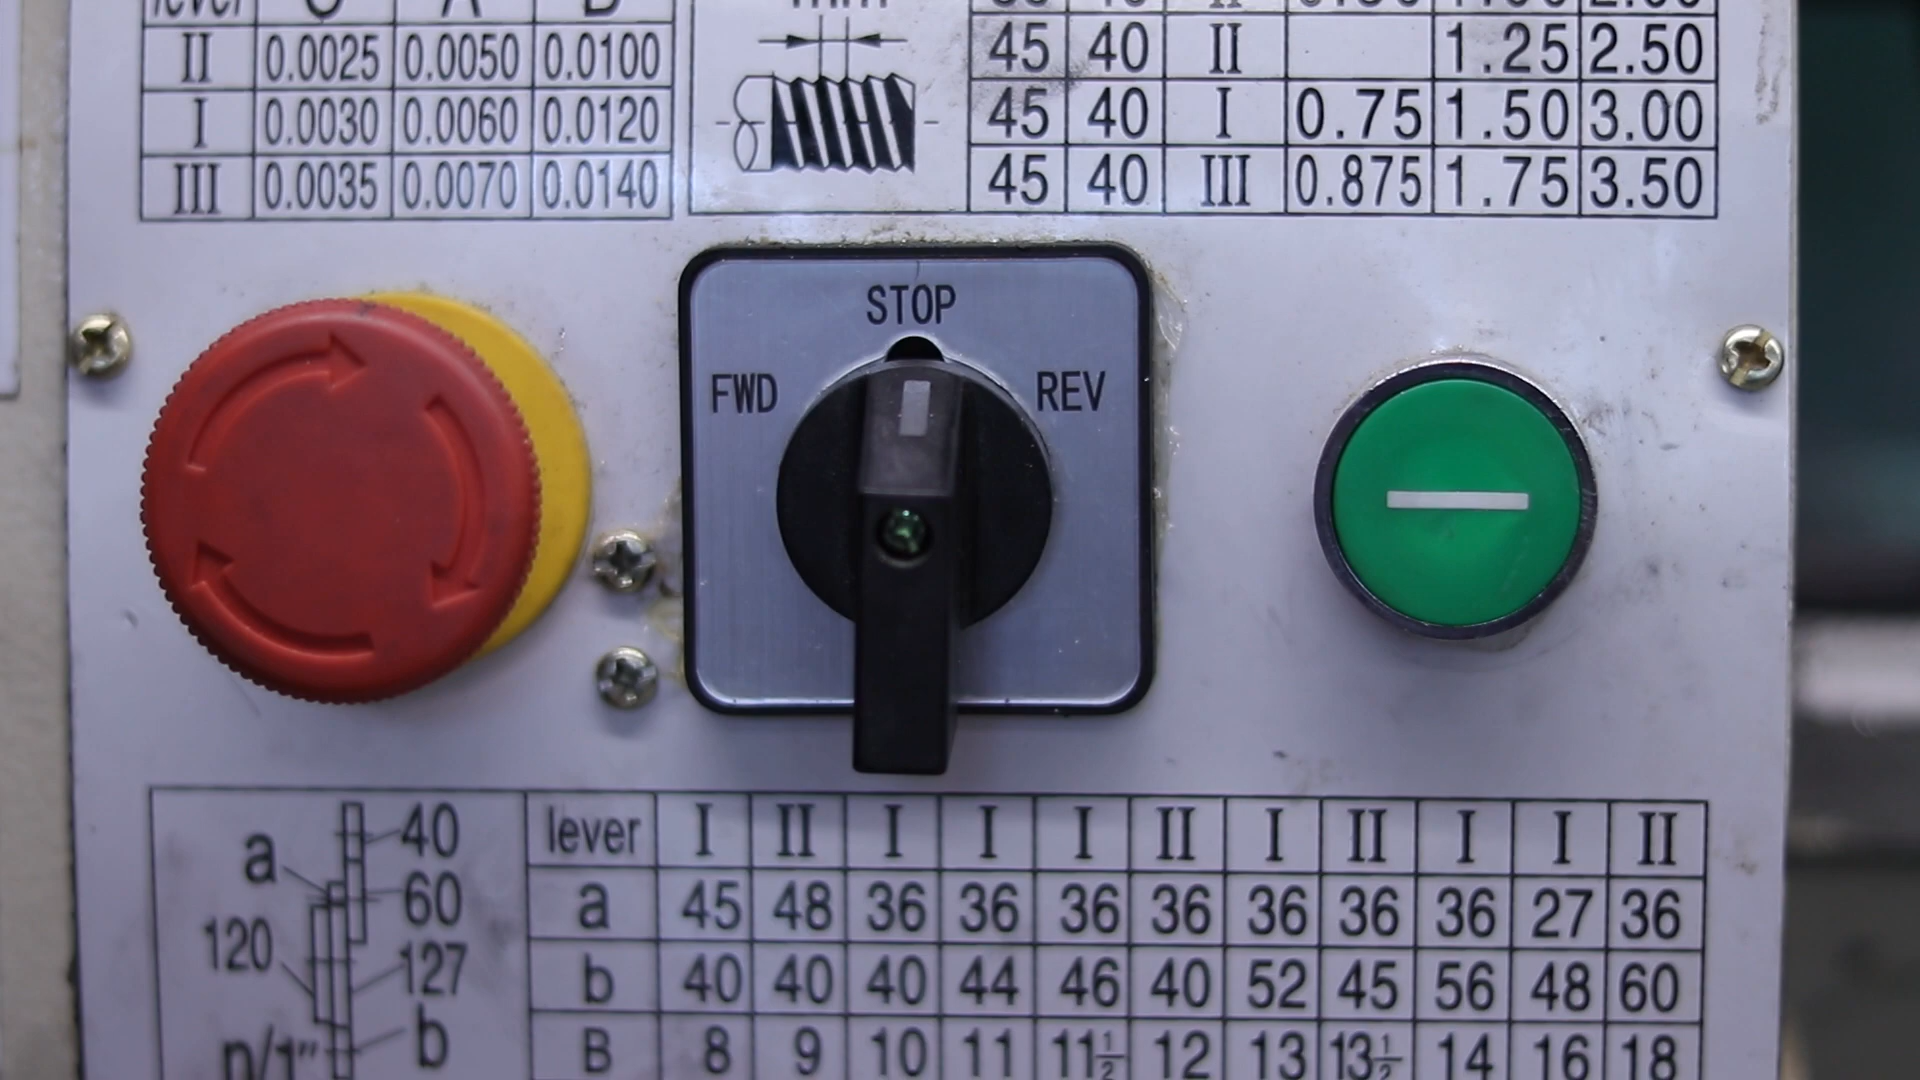 lever C A B
II 0.0025 0.0050 0.0100
I 0.0030 0.0060 0.0120
III 0.0035 0.0070 0.0140
mm
45 40 II 1.25 2.50
45 40 I 0.75 1.50 3.00
45 40 III 0.875 1.75 3.50
STOP
FWD REV
a 40
60
120 127
n/1" b
lever I II I I I II I II I I II
a 45 48 36 36 36 36 36 36 36 27 36
b 40 40 40 44 46 40 52 45 56 48 60
B 8 9 10 11 11½ 12 13 13½ 14 16 18